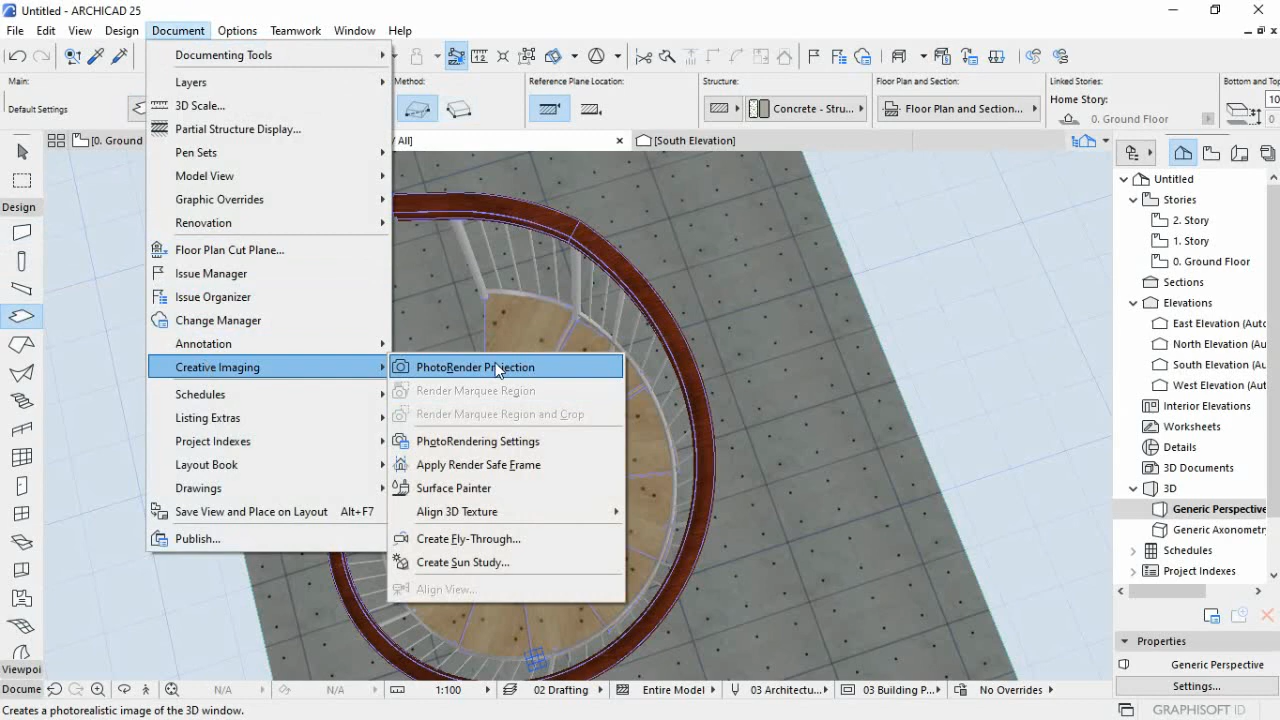 Untitled - ARCHICAD 25
File Edit View Design Document Options Teamwork Window Help
Main:
Default Settings
Method:
Reference Plane Location:
Structure:
Concrete - Stru...
Floor Plan and Section:
Floor Plan and Section...
Linked Stories:
Home Story:
0. Ground Floor
Bottom and To
10
[0. Ground
/ All]
[South Elevation]
Design
Viewpoi
Docume
Documenting Tools
Layers
3D Scale...
Partial Structure Display...
Pen Sets
Model View
Graphic Overrides
Renovation
Floor Plan Cut Plane...
Issue Manager
Issue Organizer
Change Manager
Annotation
Creative Imaging
Schedules
Listing Extras
Project Indexes
Layout Book
Drawings
Save View and Place on Layout Alt+F7
Publish...
PhotoRender Projection
Render Marquee Region
Render Marquee Region and Crop
PhotoRendering Settings
Apply Render Safe Frame
Surface Painter
Align 3D Texture
Create Fly-Through...
Create Sun Study...
Align View...
Untitled
Stories
2. Story
1. Story
0. Ground Floor
Sections
Elevations
East Elevation (Auto
North Elevation (Aut
South Elevation (Aut
West Elevation (Auto
Interior Elevations
Worksheets
Details
3D Documents
3D
Generic Perspective
Generic Axonometr
Schedules
Project Indexes
Properties
Generic Perspective
Settings...
N/A
N/A
1:100
02 Drafting
Entire Model
03 Architectu...
03 Building P...
No Overrides
Creates a photorealistic image of the 3D window.
GRAPHISOFT ID